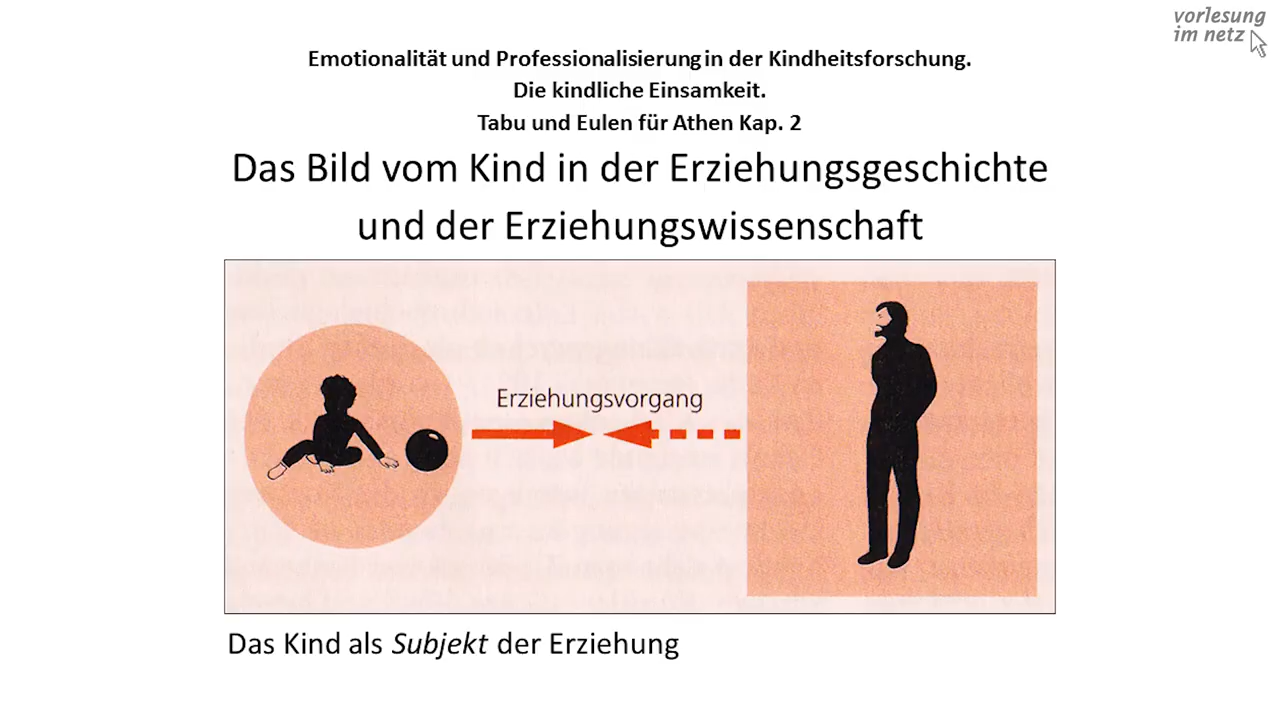 vorlesung
im netz
Emotionalität und Professionalisierung in der Kindheitsforschung.
Die kindliche Einsamkeit.
Tabu und Eulen für Athen Kap. 2
Das Bild vom Kind in der Erziehungsgeschichte
und der Erziehungswissenschaft
Erziehungsvorgang
Das Kind als Subjekt der Erziehung